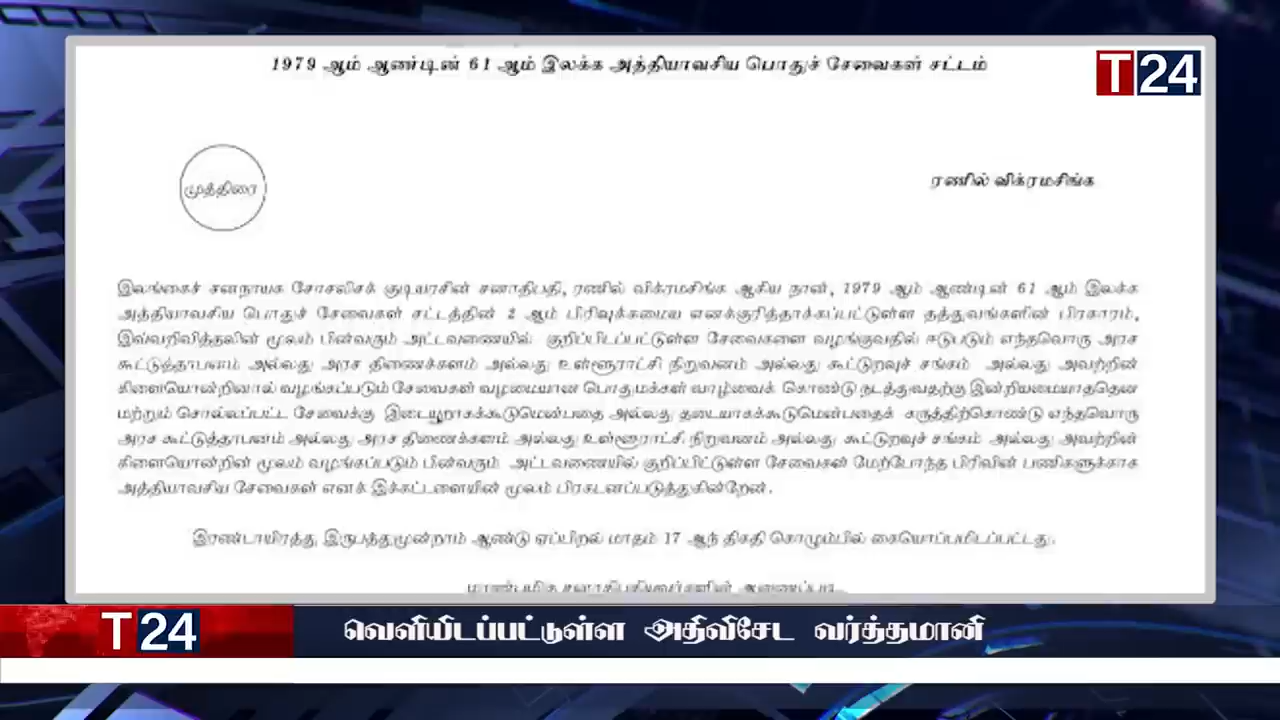 1979 ஆம் ஆண்டின் 61 ஆம் இலக்க அத்தியாவசிய பொதுச் சேவைகள் சட்டம்
T24
முத்திரை
ரணில் விக்ரமசிங்க
இலங்கைச் சனநாயக சோசலிசக் குடியரசின் சனாதிபதி, ரணில் விக்ரமசிங்க ஆகிய நான், 1979 ஆம் ஆண்டின் 61 ஆம் இலக்க
அத்தியாவசிய பொதுச் சேவைகள் சட்டத்தின் 2 ஆம் பிரிவுக்கமைய எனக்குரித்தாக்கப்பட்டுள்ள தத்துவங்களின் பிரகாரம்,
இவ்வறிவித்தலின் மூலம் பின்வரும் அட்டவணையில் குறிப்பிடப்பட்டுள்ள சேவைகளை வழங்குவதில் ஈடுபடும் எந்தவொரு அரச
கூட்டுத்தாபனம் அல்லது அரச திணைக்களம் அல்லது உள்ளூராட்சி நிறுவனம் அல்லது கூட்டுறவுச் சங்கம் அல்லது அவற்றின்
கிளையொன்றினால் வழங்கப்படும் சேவைகள் வழமையான பொதுமக்கள் வாழ்வைக் கொண்டு நடத்துவதற்கு இன்றியமையாததென
மற்றும் சொல்லப்பட்ட சேவைக்கு இடையூறாகக்கூடுமென்பதை அல்லது தடையாகக்கூடுமென்பதைக் கருத்திற்கொண்டு எந்தவொரு
அரச கூட்டுத்தாபனம் அல்லது அரச திணைக்களம் அல்லது உள்ளூராட்சி நிறுவனம் அல்லது கூட்டுறவுச் சங்கம் அல்லது அவற்றின்
கிளையொன்றின் மூலம் வழங்கப்படும் பின்வரும் அட்டவணையில் குறிப்பிட்டுள்ள சேவைகள் மேற்போந்த பிரிவின் பணிகளுக்காக
அத்தியாவசிய சேவைகள் எனக் இக்கட்டளையின் மூலம் பிரகடனப்படுத்துகின்றேன்.
இரண்டாயிரத்து இருபத்துமூன்றாம் ஆண்டு ஏப்பிறல் மாதம் 17 ஆந் திகதி கொழும்பில் கையொப்பமிடப்பட்டது.
T24
வெளியிடப்பட்டுள்ள அதிவிசேட வர்த்தமானி